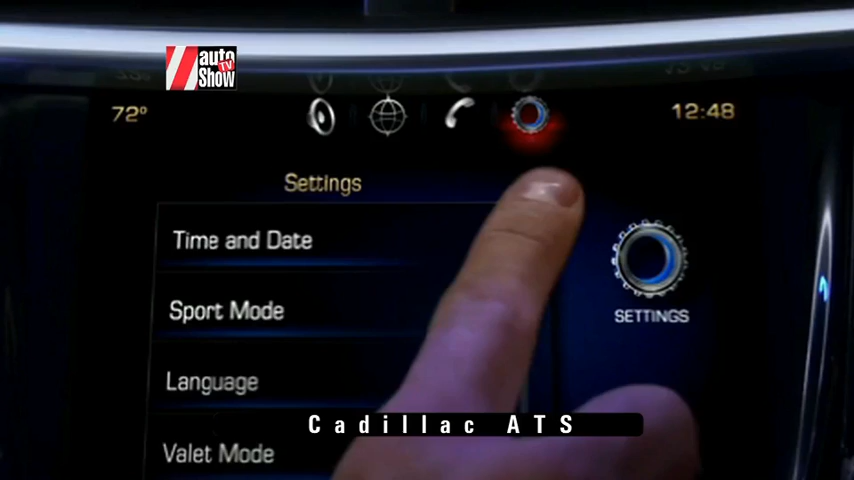 auto
TV
Show
72°
12:48
Settings
Time and Date
Sport Mode
SETTINGS
Language
Cadillac ATS
Valet Mode